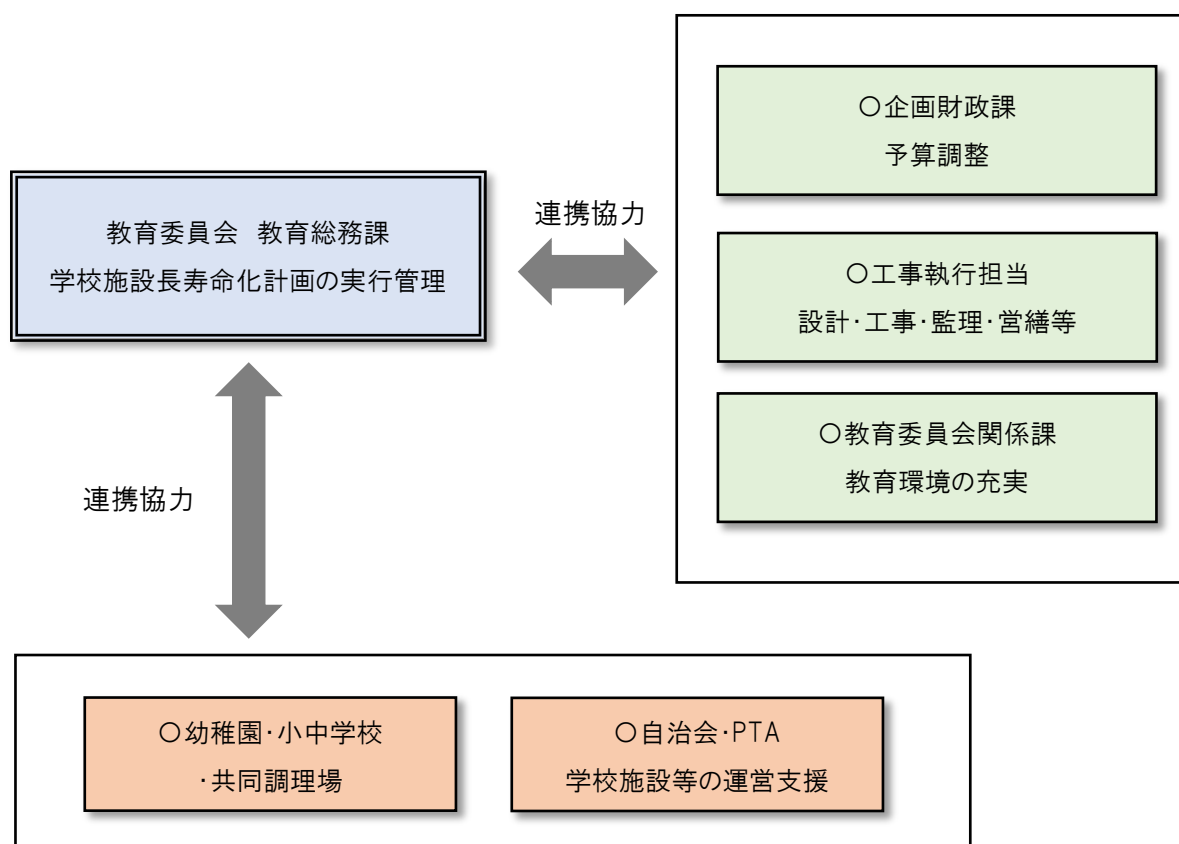 教育委員会　教育総務課
学校施設長寿命化計画の実行管理
連携協力
〇企画財政課
予算調整
〇工事執行担当
設計・工事・監理・営繕等
〇教育委員会関係課
教育環境の充実
連携協力
〇幼稚園・小中学校
・共同調理場
〇自治会・PTA
学校施設等の運営支援